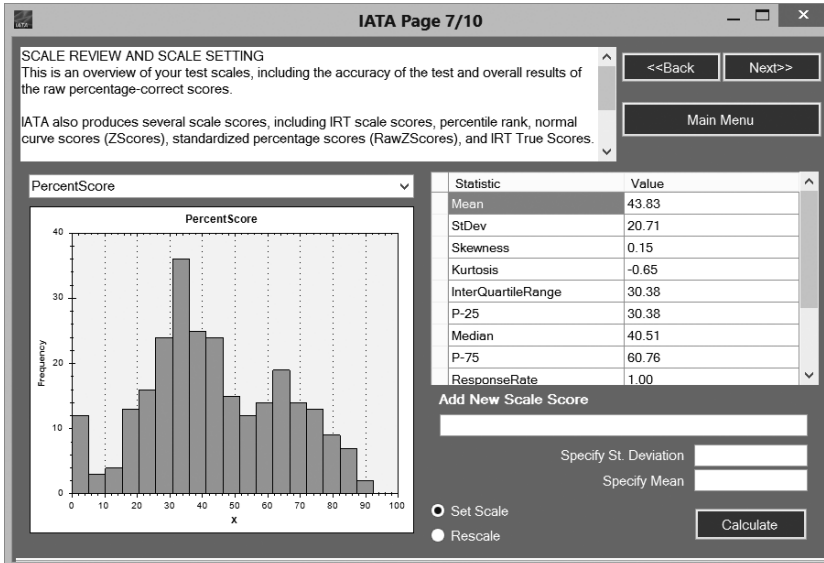 IATA
IATA Page 7/10
SCALE REVIEW AND SCALE SETTING
This is an overview of your test scales, including the accuracy of the test and overall results of
the raw percentage-correct scores.
IATA also produces several scale scores, including IRT scale scores, percentile rank, normal
curve scores (ZScores), standardized percentage scores (RawZScores), and IRT True Scores.
<<Back
Next>>
Main Menu
PercentScore
PercentScore
40
30
20
10
0
Frequency
0 10 20 30 40 50 60 70 80 90 100
X
Statistic Value
Mean 43.83
StDev 20.71
Skewness 0.15
Kurtosis -0.65
InterQuartileRange 30.38
P-25 30.38
Median 40.51
P-75 60.76
ResponseRate 1.00
Add New Scale Score
Specify St. Deviation
Specify Mean
Set Scale
Rescale
Calculate